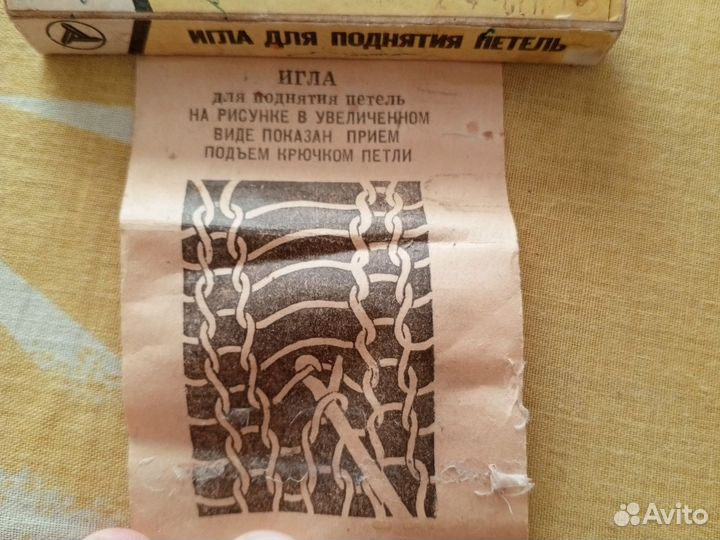 ИГЛА ДЛЯ ПОДНЯТИЯ ПЕТЕЛЬ
ИГЛА
для поднятия петель
НА РИСУНКЕ В УВЕЛИЧЕННОМ
ВИДЕ ПОКАЗАН ПРИЕМ
ПОДЪЕМ КРЮЧКОМ ПЕТЛИ
Avito